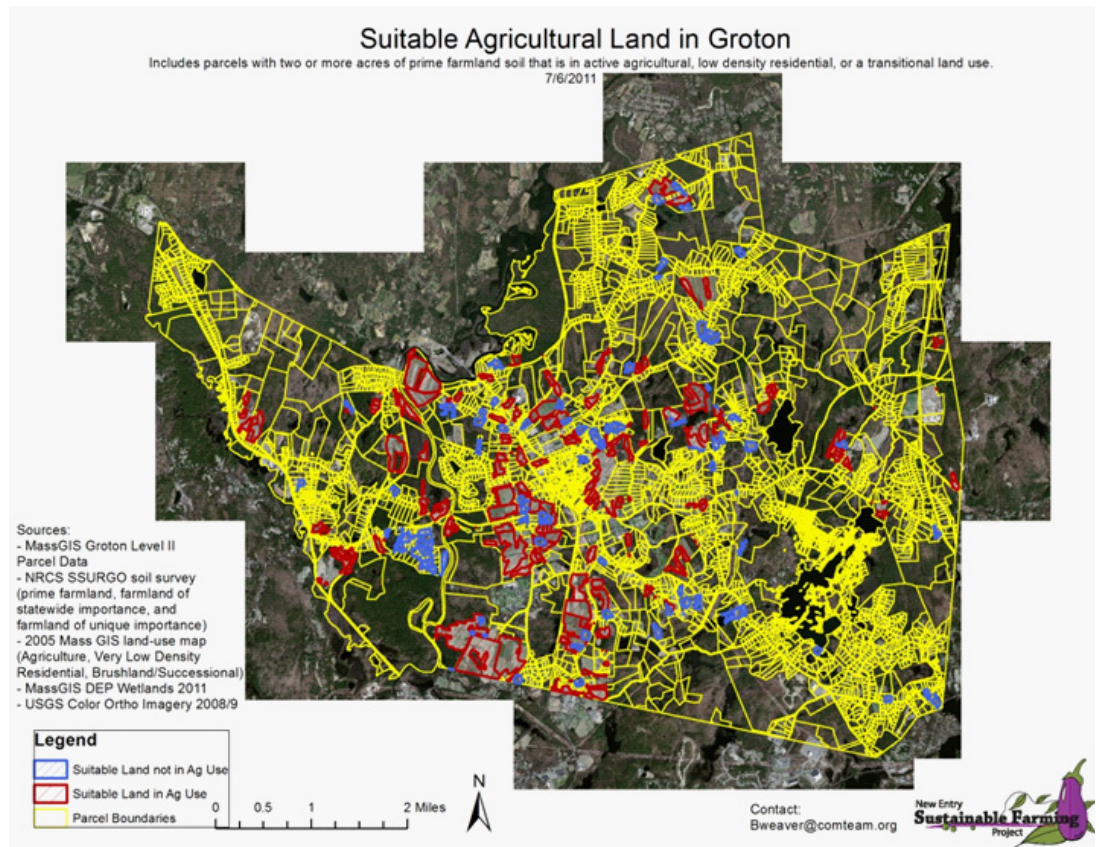 Suitable Agricultural Land in Groton
Includes parcels with two or more acres of prime farmland soil that is in active agricultural, low density residential, or a transitional land use.
7/6/2011
Sources:
- MassGIS Groton Level II
Parcel Data
- NRCS SSURGO soil survey
(prime farmland, farmland of
statewide importance, and
farmland of unique importance)
- 2005 Mass GIS land-use map
(Agriculture, Very Low Density
Residential, Brushland/Successional)
- MassGIS DEP Wetlands 2011
- USGS Color Ortho Imagery 2008/9
Legend
Suitable Land not in Ag Use
Suitable Land in Ag Use
Parcel Boundaries
0 0.5 1 2 Miles
N
Contact:
Bweaver@comteam.org
New Entry
Sustainable Farming
Project